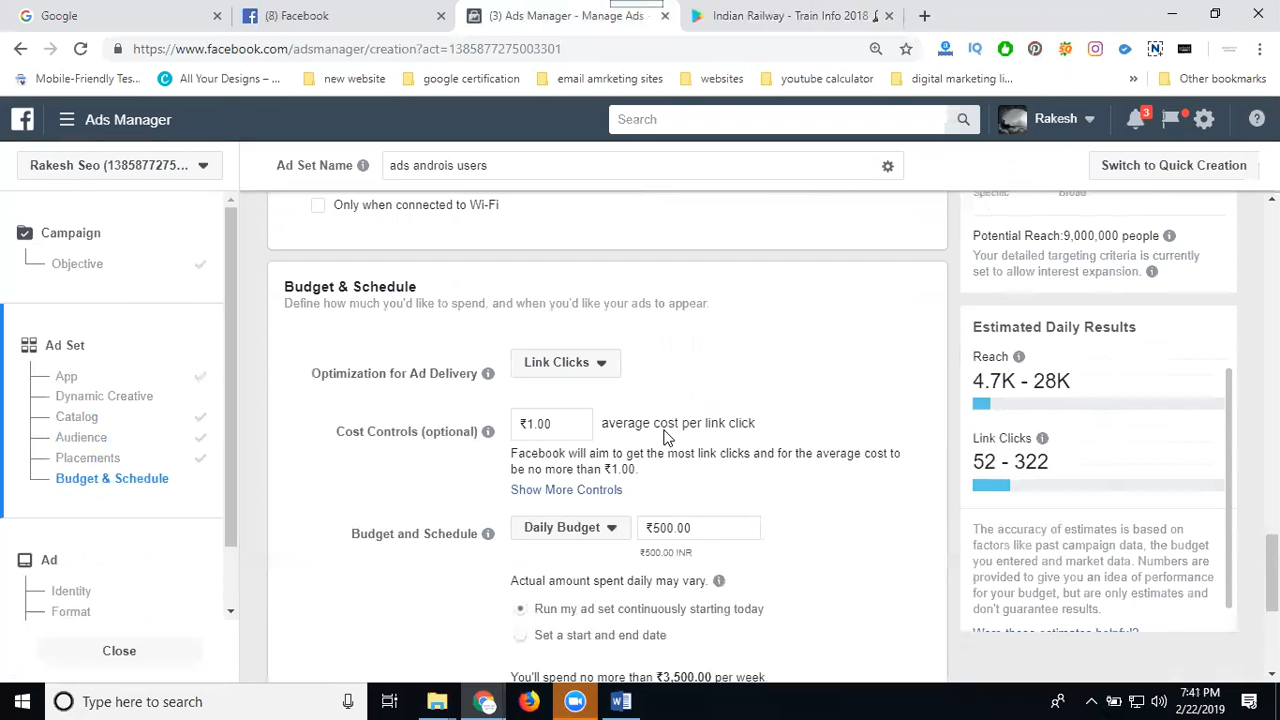 Google
(8) Facebook
(3) Ads Manager - Manage Ads
Indian Railway - Train Info 2018
https://www.facebook.com/adsmanager/creation?act=1385877275003301
Mobile-Friendly Tes...
All Your Designs – ...
new website
google certification
email amrketing sites
websites
youtube calculator
digital marketing li...
»
Other bookmarks
Ads Manager
Search
Rakesh
3
Rakesh Seo (13858772​75...
Ad Set Name
ads androis users
Switch to Quick Creation
Campaign
Objective
Ad Set
App
Dynamic Creative
Catalog
Audience
Placements
Budget & Schedule
Ad
Identity
Format
Close
Only when connected to Wi-Fi
Budget & Schedule
Define how much you'd like to spend, and when you'd like your ads to appear.
Optimization for Ad Delivery
Link Clicks
Cost Controls (optional)
₹1.00
average cost per link click
Facebook will aim to get the most link clicks and for the average cost to
be no more than ₹1.00.
Show More Controls
Budget and Schedule
Daily Budget
₹500.00
₹500.00 INR
Actual amount spent daily may vary.
Run my ad set continuously starting today
Set a start and end date
You'll spend no more than ₹3,500.00 per week.
Specific
Broad
Potential Reach:9,000,000 people
Your detailed targeting criteria is currently
set to allow interest expansion.
Estimated Daily Results
Reach
4.7K - 28K
Link Clicks
52 - 322
The accuracy of estimates is based on
factors like past campaign data, the budget
you entered and market data. Numbers are
provided to give you an idea of performance
for your budget, but are only estimates and
don't guarantee results.
Were these estimates helpful?
Type here to search
7:41 PM
2/22/2019